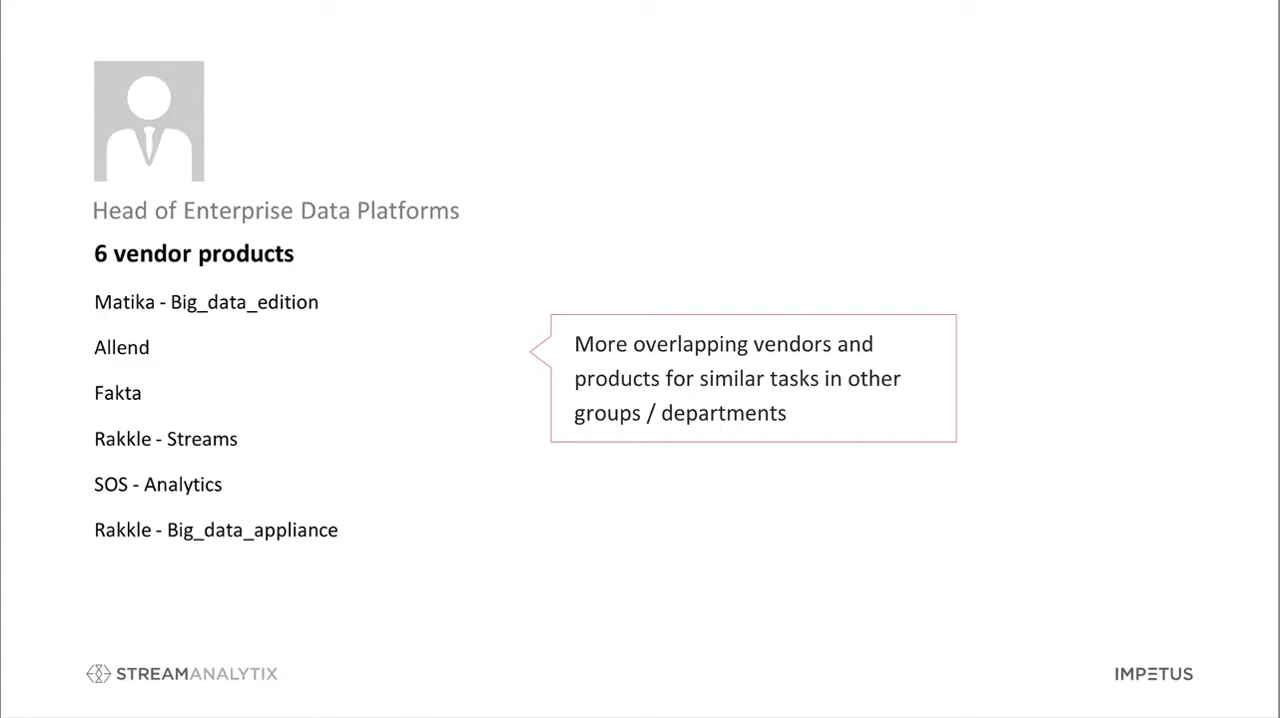 Head of Enterprise Data Platforms
6 vendor products
Matika - Big_data_edition
Allend
Fakta
Rakkle - Streams
SOS - Analytics
Rakkle - Big_data_appliance
More overlapping vendors and
products for similar tasks in other
groups / departments
STREAMANALYTIX
IMPETUS